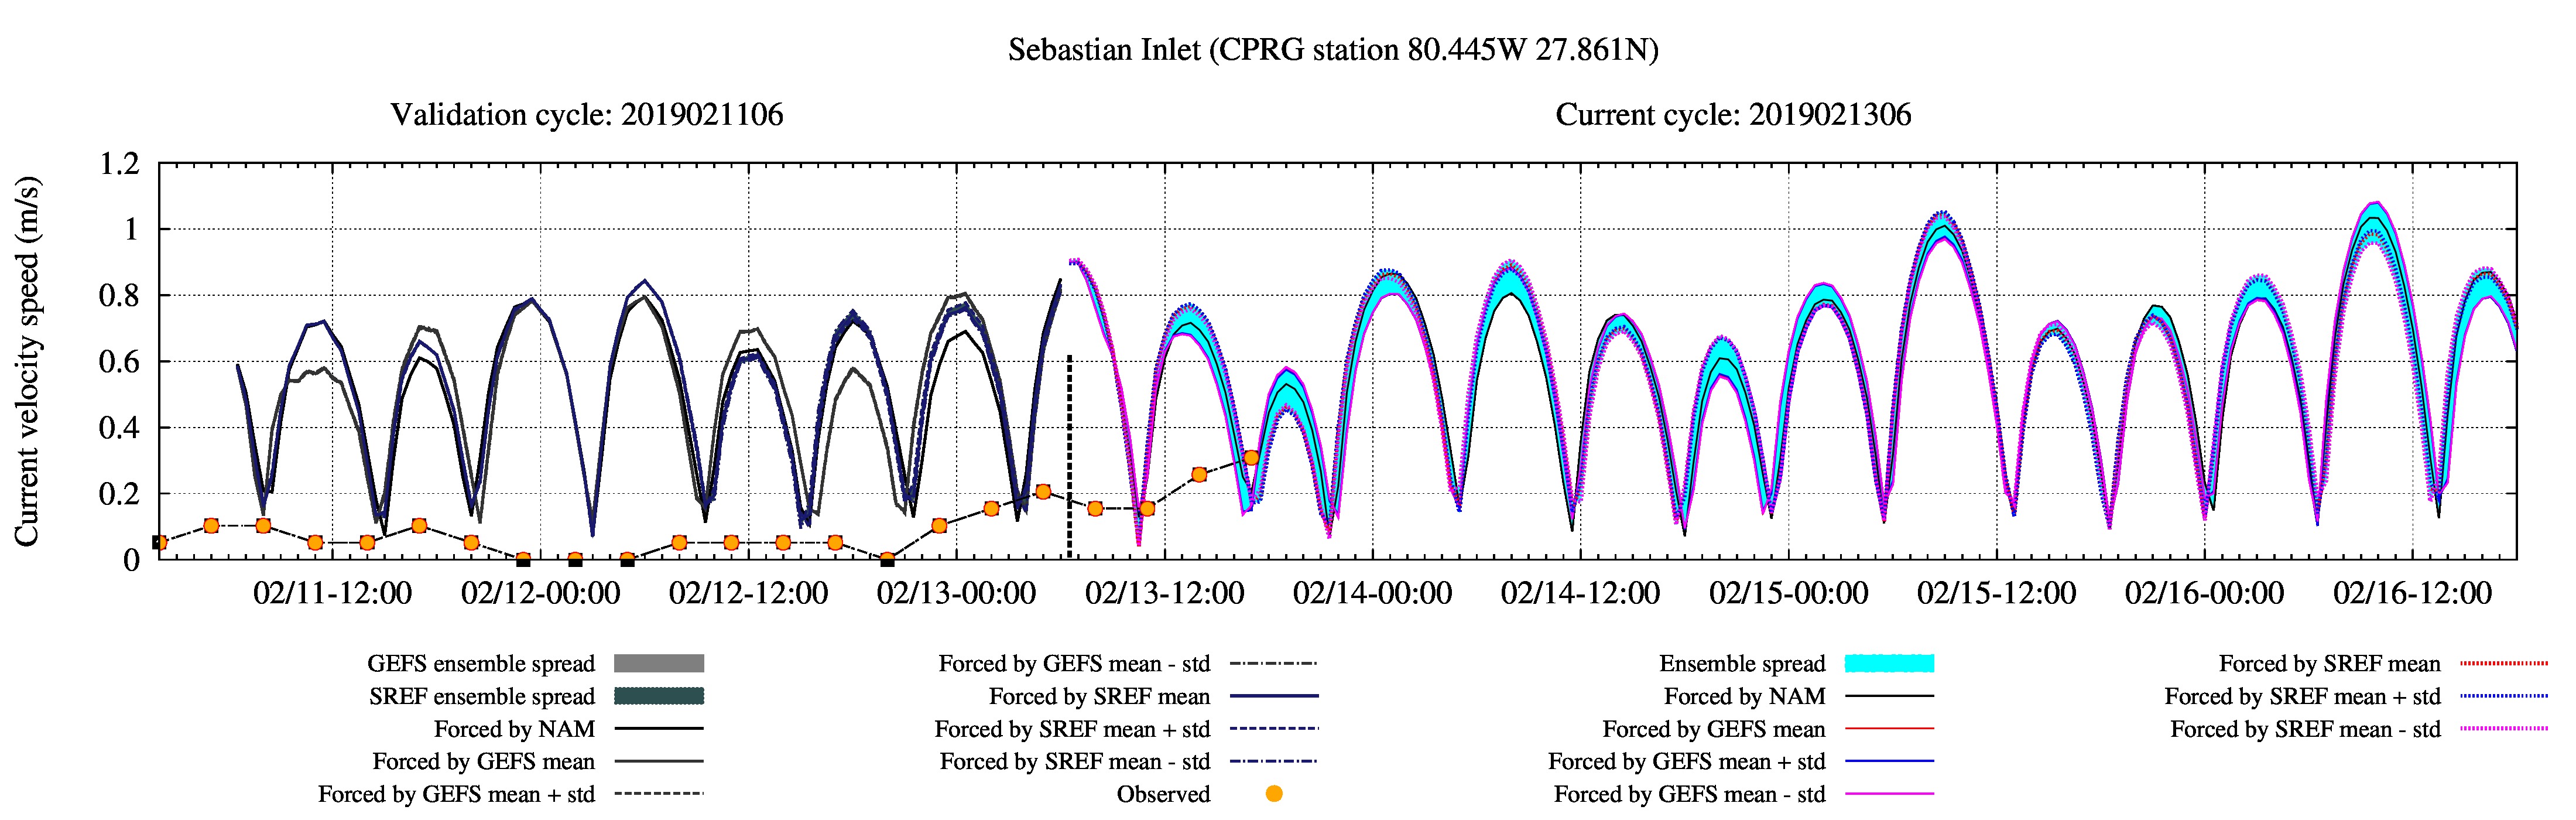 Sebastian Inlet (CPRG station 80.445W 27.861N)
Validation cycle: 2019021106
Current cycle: 2019021306
Current velocity speed (m/s)
1.2
1
0.8
0.6
0.4
0.2
0
02/11-12:00 02/12-00:00 02/12-12:00 02/13-00:00 02/13-12:00 02/14-00:00 02/14-12:00 02/15-00:00 02/15-12:00 02/16-00:00 02/16-12:00
GEFS ensemble spread
SREF ensemble spread
Forced by NAM
Forced by GEFS mean
Forced by GEFS mean + std
Forced by GEFS mean - std
Forced by SREF mean
Forced by SREF mean + std
Forced by SREF mean - std
Observed
Ensemble spread
Forced by NAM
Forced by GEFS mean
Forced by GEFS mean + std
Forced by GEFS mean - std
Forced by SREF mean
Forced by SREF mean + std
Forced by SREF mean - std